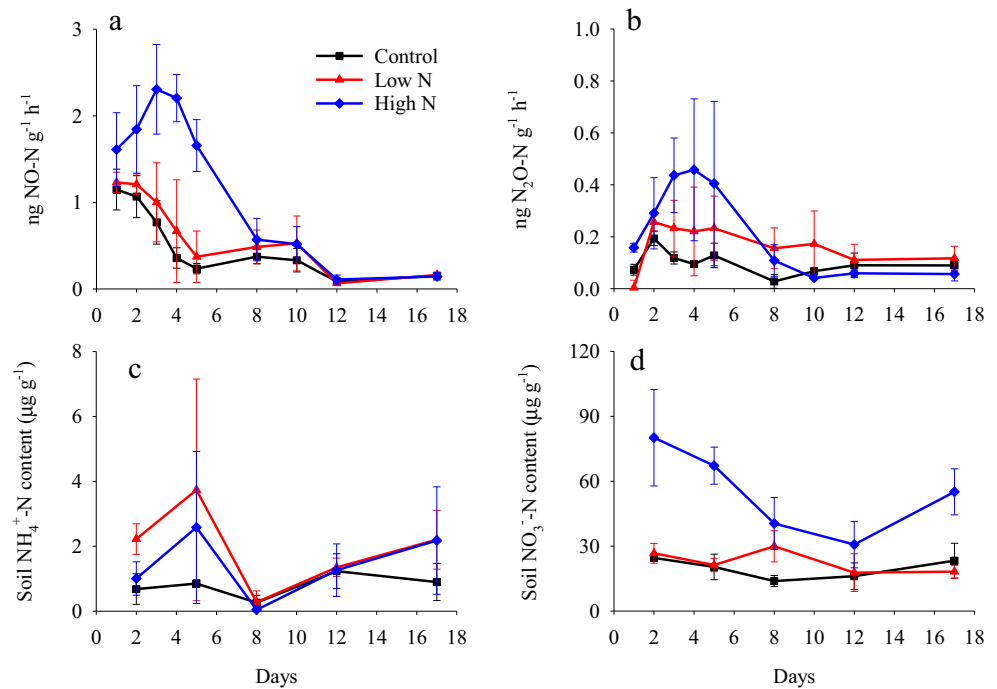 a
ng NO-N g⁻¹ h⁻¹
3
2
1
0
Control
Low N
High N
0 2 4 6 8 10 12 14 16 18
b
ng N₂O-N g⁻¹ h⁻¹
1.0
0.8
0.6
0.4
0.2
0.0
0 2 4 6 8 10 12 14 16 18
c
Soil NH₄⁺-N content (μg g⁻¹)
8
6
4
2
0
0 2 4 6 8 10 12 14 16 18
Days
d
Soil NO₃⁻-N content (μg g⁻¹)
120
90
60
30
0
0 2 4 6 8 10 12 14 16 18
Days